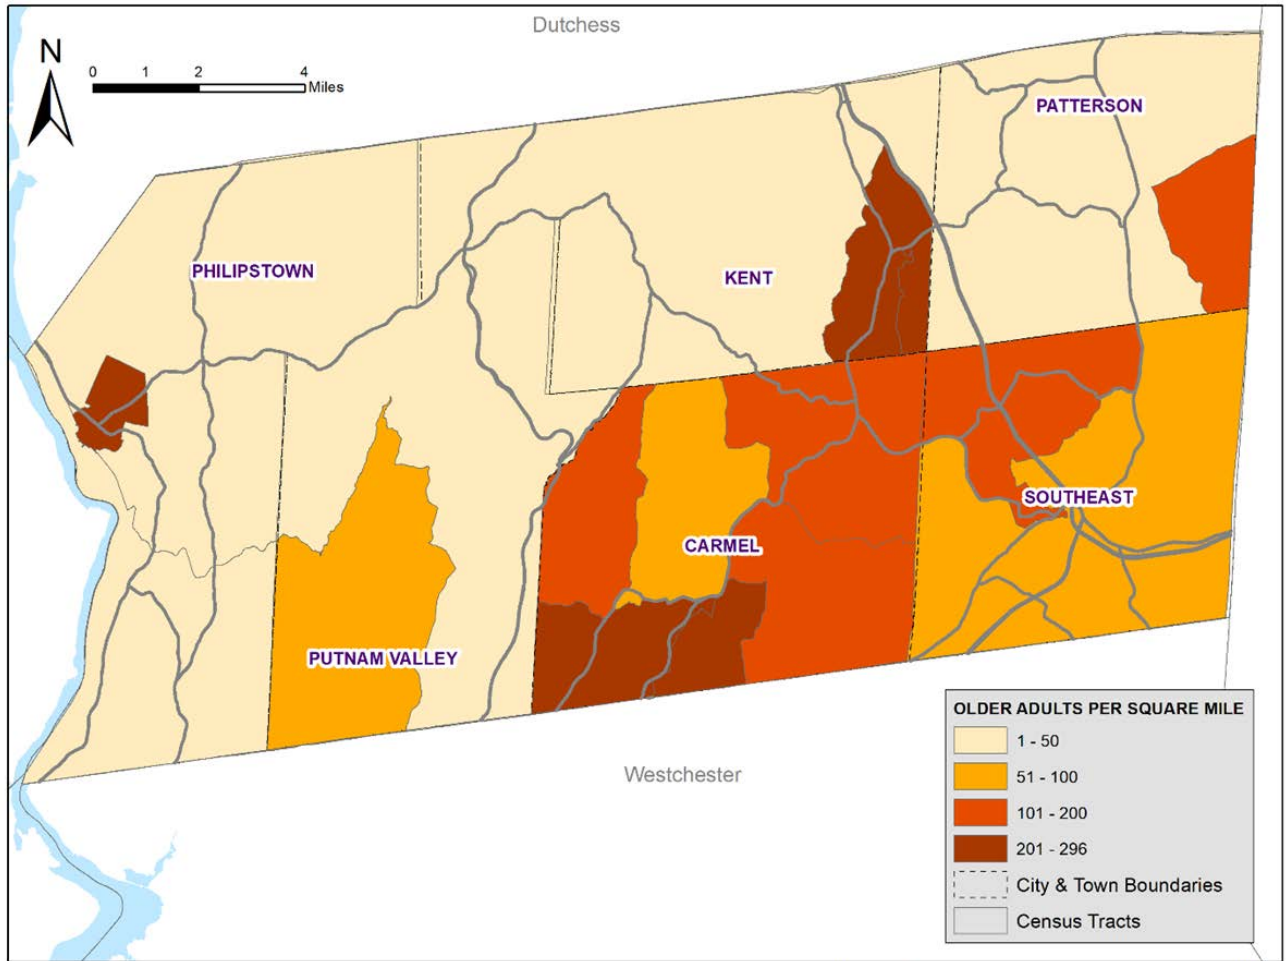 Dutchess
N
0 1 2 4
Miles
PATTERSON
PHILIPSTOWN
KENT
SOUTHEAST
CARMEL
PUTNAM VALLEY
Westchester
OLDER ADULTS PER SQUARE MILE
1 - 50
51 - 100
101 - 200
201 - 296
City & Town Boundaries
Census Tracts